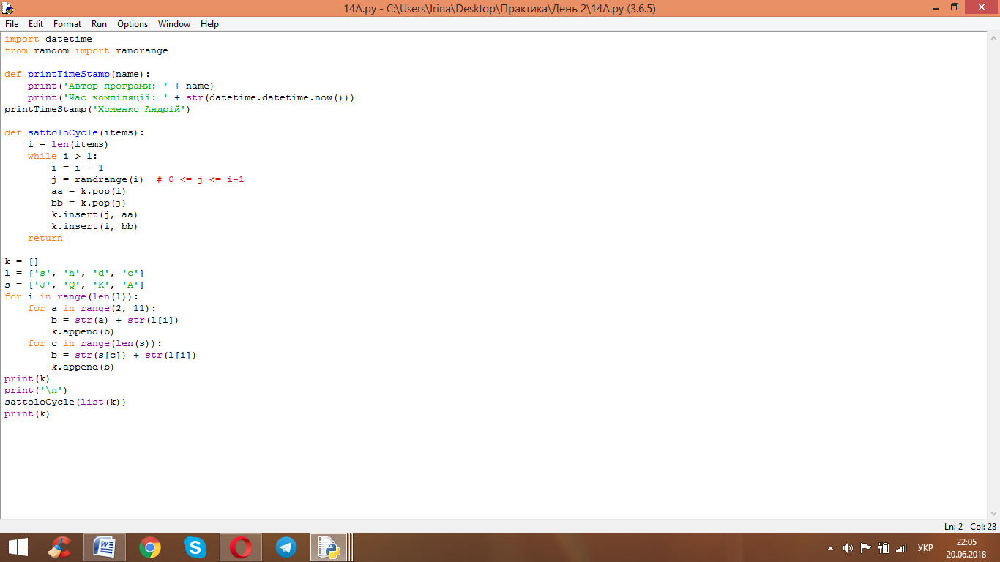 14A.py - C:\Users\Irina\Desktop\Практика\День 2\14A.py (3.6.5)
File Edit Format Run Options Window Help
import datetime
from random import randrange
def printTimeStamp(name):
    print('Автор програми: ' + name)
    print('Час компіляції: ' + str(datetime.datetime.now()))
printTimeStamp('Хоменко Андрій')
def sattoloCycle(items):
    i = len(items)
    while i > 1:
        i = i - 1
        j = randrange(i)  # 0 <= j <= i-1
        aa = k.pop(i)
        bb = k.pop(j)
        k.insert(j, aa)
        k.insert(i, bb)
    return
k = []
l = ['s', 'h', 'd', 'c']
s = ['J', 'Q', 'K', 'A']
for i in range(len(l)):
    for a in range(2, 11):
        b = str(a) + str(l[i])
        k.append(b)
    for c in range(len(s)):
        b = str(s[c]) + str(l[i])
        k.append(b)
print(k)
print('\n')
sattoloCycle(list(k))
print(k)
Ln: 2 Col: 28
УКР
22:05
20.06.2018